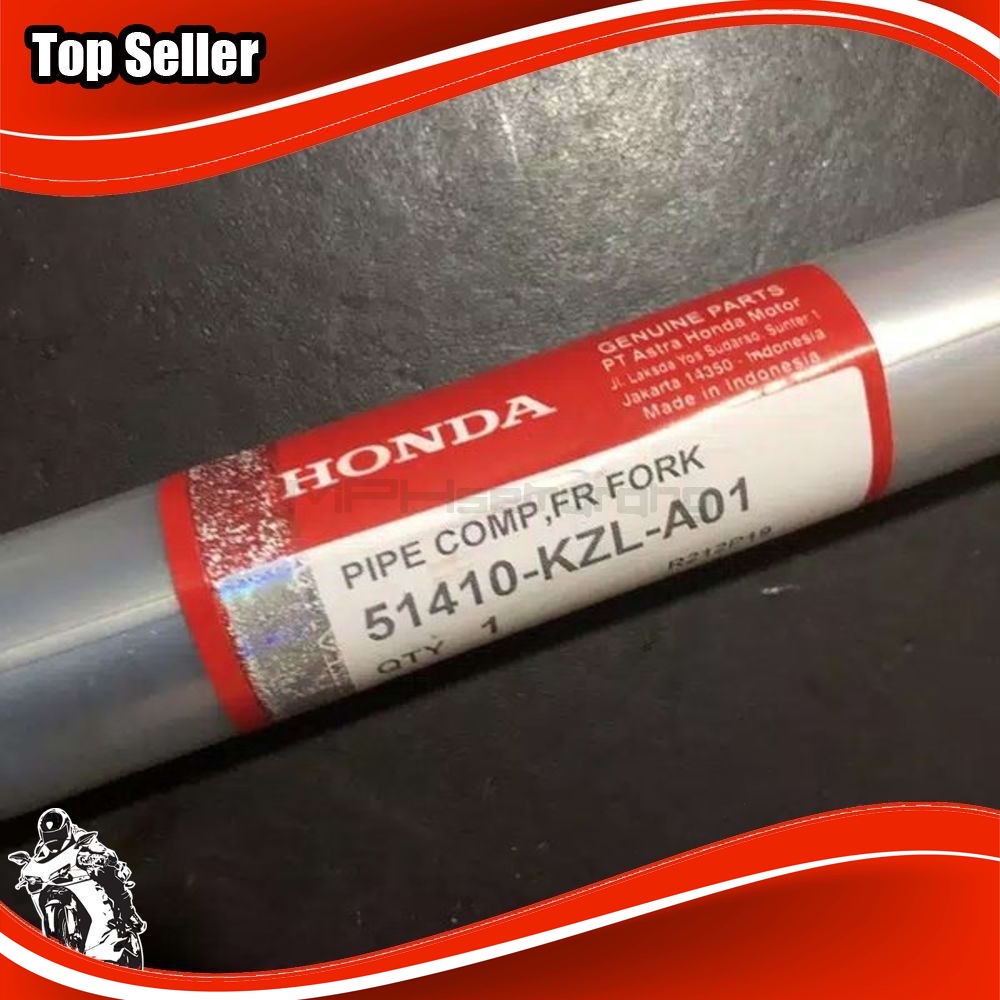 Top Seller
GENUINE PARTS
PT Astra Honda Motor
Jl. Laksda Yos Sudarso, Sunter 1
Jakarta 14350 - Indonesia
Made in Indonesia
HONDA
PIPE COMP,FR FORK
51410-KZL-A01
QTY 1
R212P19